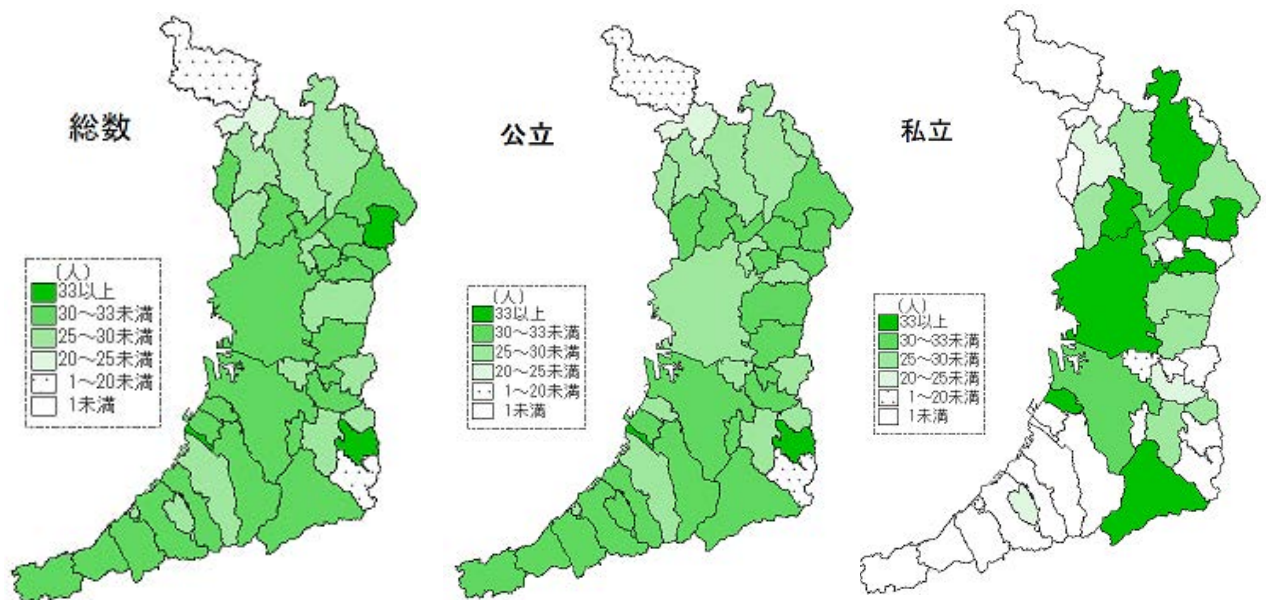 総数
(人)
33以上
30～33未満
25～30未満
20～25未満
1～20未満
1未満
公立
(人)
33以上
30～33未満
25～30未満
20～25未満
1～20未満
1未満
私立
(人)
33以上
30～33未満
25～30未満
20～25未満
1～20未満
1未満